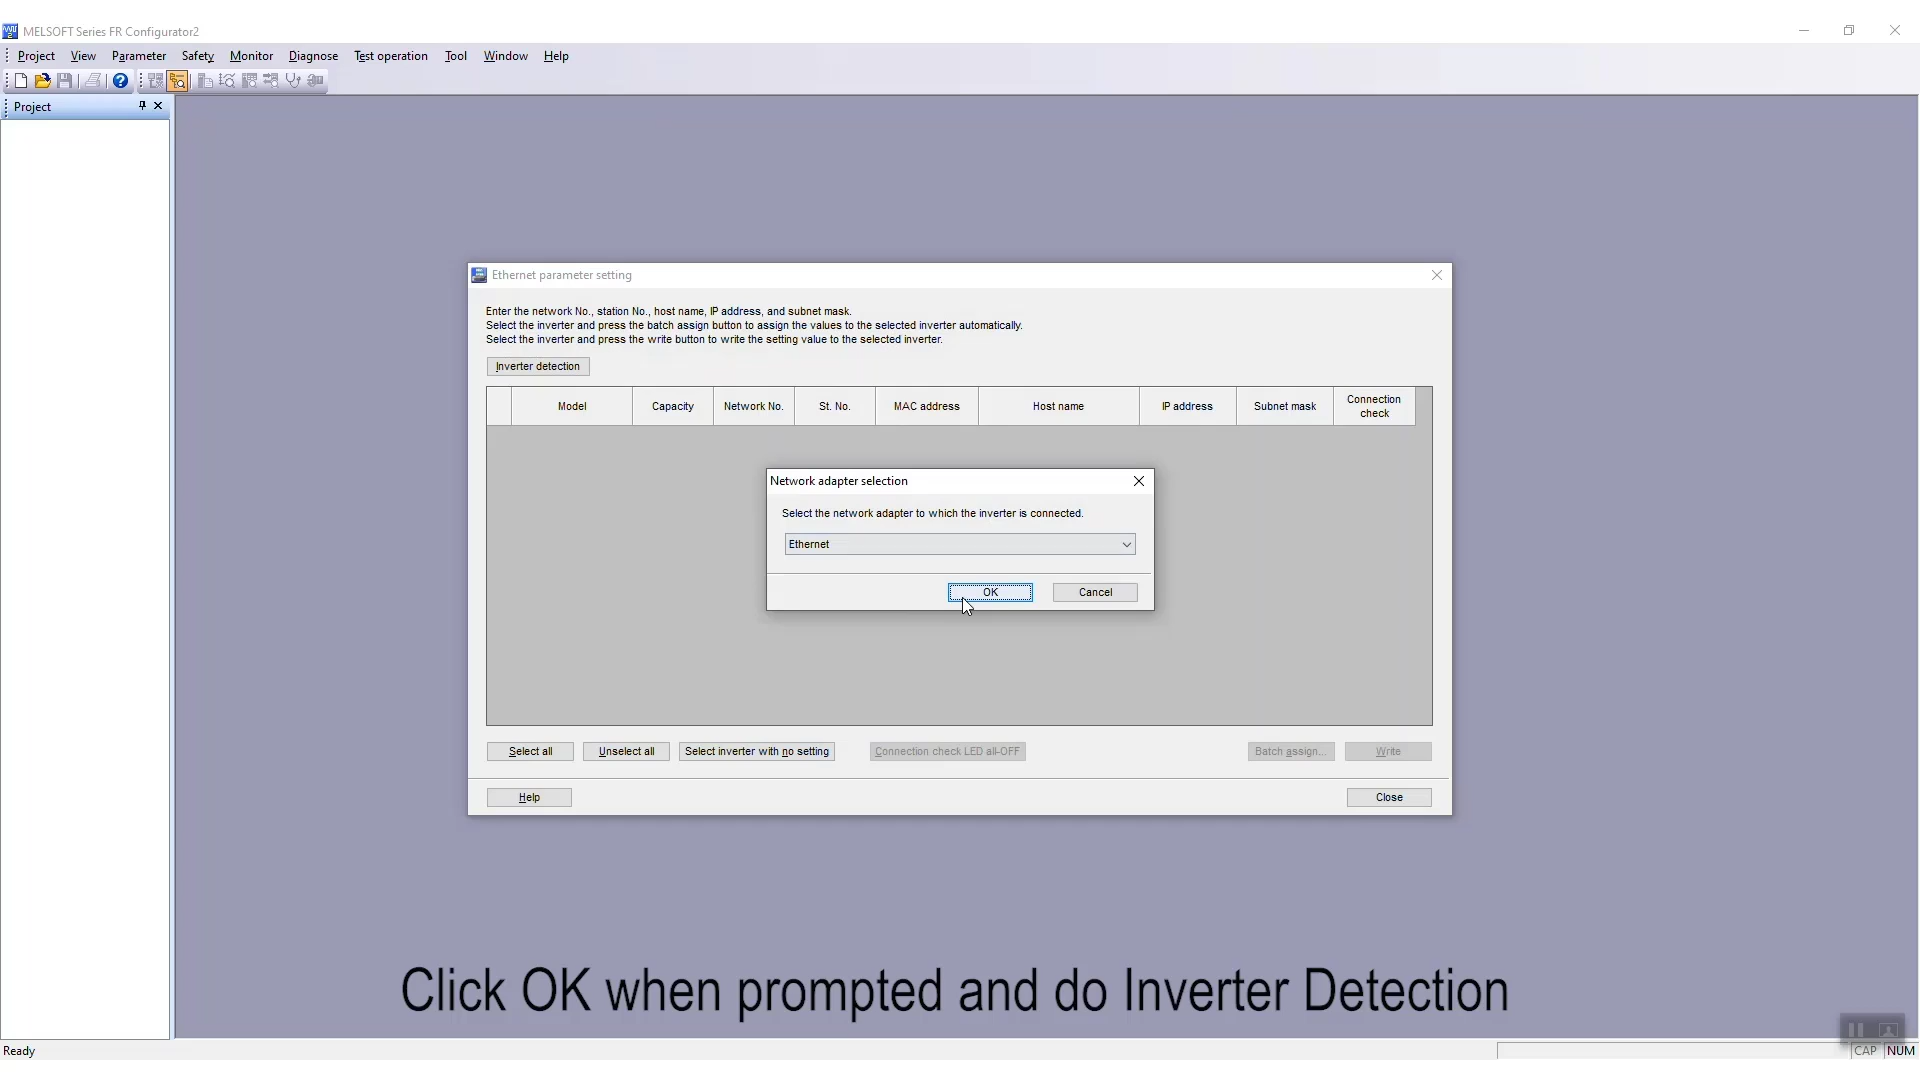 MELSOFT Series FR Configurator2
Project View Parameter Safety Monitor Diagnose Test operation Tool Window Help
Project
Ethernet parameter setting
Enter the network No., station No., host name, IP address, and subnet mask.
Select the inverter and press the batch assign button to assign the values to the selected inverter automatically.
Select the inverter and press the write button to write the setting value to the selected inverter.
Inverter detection
Model Capacity Network No. St. No. MAC address Host name IP address Subnet mask Connection check
Network adapter selection
Select the network adapter to which the inverter is connected.
Ethernet
OK Cancel
Select all Unselect all Select inverter with no setting Connection check LED all-OFF Batch assign... Write
Help Close
Click OK when prompted and do Inverter Detection
Ready CAP NUM